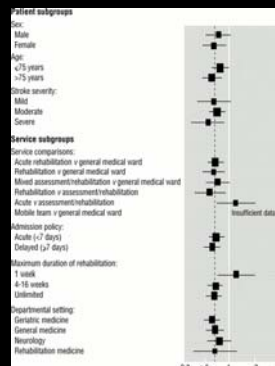 Patient subgroups
Sex:
Male
Female
Age:
≤75 years
>75 years
Stroke severity:
Mild
Moderate
Severe
Service subgroups
Service comparisons:
Acute rehabilitation v general medical ward
Rehabilitation v general medical ward
Mixed assessment/rehabilitation v general medical ward
Rehabilitation v assessment/rehabilitation
Acute v assessment/rehabilitation
Mobile team v general medical ward
Insufficient data
Admission policy:
Acute (<7 days)
Delayed (≥7 days)
Maximum duration of rehabilitation:
1 week
4-16 weeks
Unlimited
Departmental setting:
Geriatric medicine
General medicine
Neurology
Rehabilitation medicine